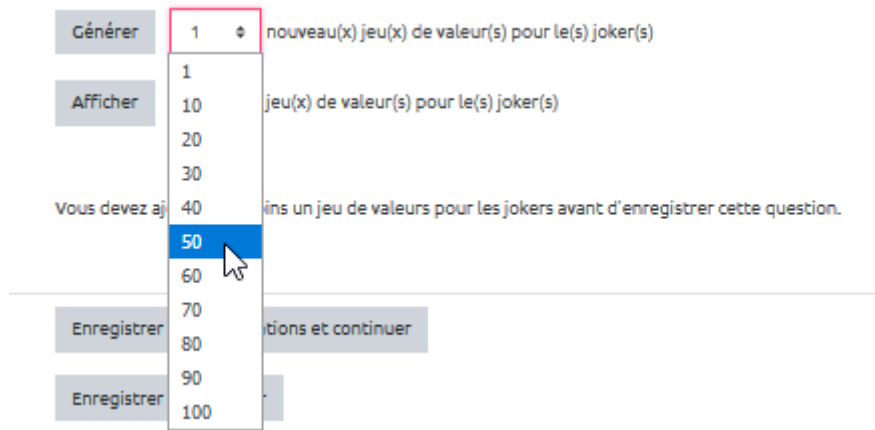 Générer 1 nouveau(x) jeu(x) de valeur(s) pour le(s) joker(s)
1
Afficher 10 jeu(x) de valeur(s) pour le(s) joker(s)
20
30
Vous devez aj 40 ins un jeu de valeurs pour les jokers avant d'enregistrer cette question.
50
60
70
Enregistrer tions et continuer
80
90
Enregistrer
100